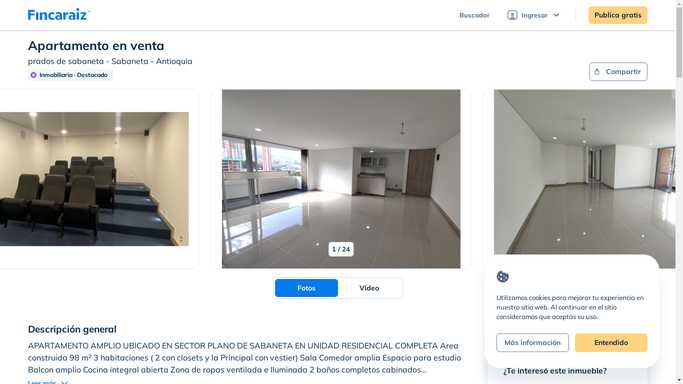 Fincaraiz
Buscador
Ingresar
Publica gratis
Apartamento en venta
prados de sabaneta - Sabaneta - Antioquia
Inmobiliaria - Destacado
Compartir
1 / 24
Fotos
Video
Utilizamos cookies para mejorar tu experiencia en
nuestro sitio web. Al continuar en el sitio
consideramos que aceptas su uso.
Más información
Entendido
Descripción general
APARTAMENTO AMPLIO UBICADO EN SECTOR PLANO DE SABANETA EN UNIDAD RESIDENCIAL COMPLETA Area
construida 98 m² 3 habitaciones ( 2 con closets y la Principal con vestier) Sala Comedor amplia Espacio para estudio
Balcon amplio Cocina integral abierta Zona de ropas ventilada e iluminada 2 baños completos cabinados...
Leer más
¿Te interesó este inmueble?